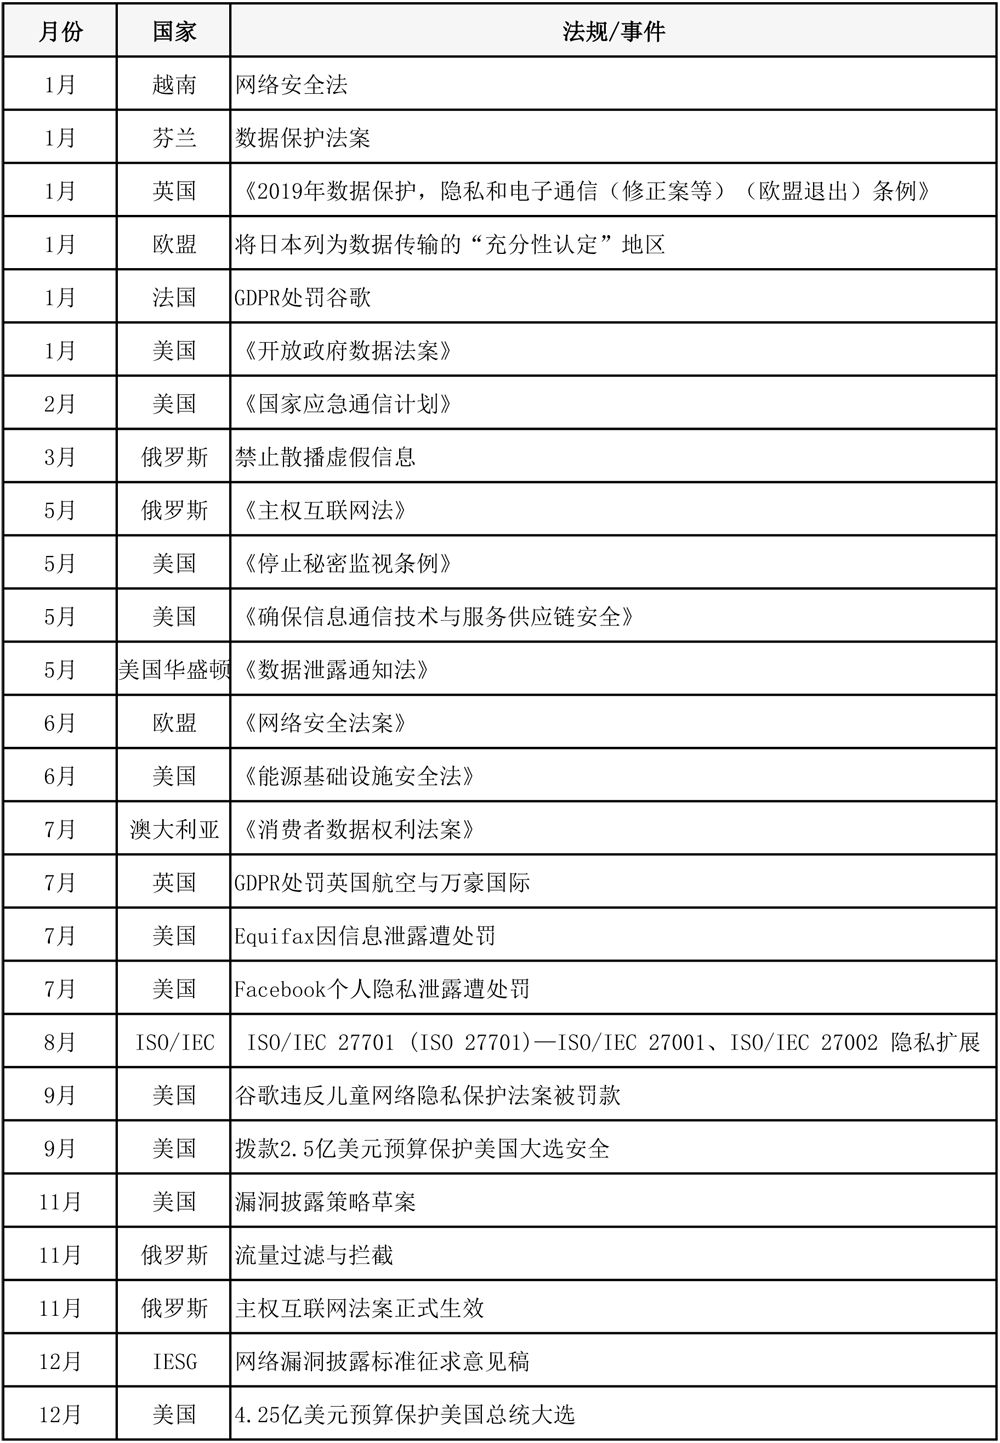 月份 国家 法规/事件
1月 越南 网络安全法
1月 芬兰 数据保护法案
1月 英国 《2019年数据保护，隐私和电子通信（修正案等）（欧盟退出）条例》
1月 欧盟 将日本列为数据传输的“充分性认定”地区
1月 法国 GDPR处罚谷歌
1月 美国 《开放政府数据法案》
2月 美国 《国家应急通信计划》
3月 俄罗斯 禁止散播虚假信息
5月 俄罗斯 《主权互联网法》
5月 美国 《停止秘密监视条例》
5月 美国 《确保信息通信技术与服务供应链安全》
5月 美国华盛顿 《数据泄露通知法》
6月 欧盟 《网络安全法案》
6月 美国 《能源基础设施安全法》
7月 澳大利亚 《消费者数据权利法案》
7月 英国 GDPR处罚英国航空与万豪国际
7月 美国 Equifax因信息泄露遭处罚
7月 美国 Facebook个人隐私泄露遭处罚
8月 ISO/IEC ISO/IEC 27701 (ISO 27701)—ISO/IEC 27001、ISO/IEC 27002 隐私扩展
9月 美国 谷歌违反儿童网络隐私保护法案被罚款
9月 美国 拨款2.5亿美元预算保护美国大选安全
11月 美国 漏洞披露策略草案
11月 俄罗斯 流量过滤与拦截
11月 俄罗斯 主权互联网法案正式生效
12月 IESG 网络漏洞披露标准征求意见稿
12月 美国 4.25亿美元预算保护美国总统大选